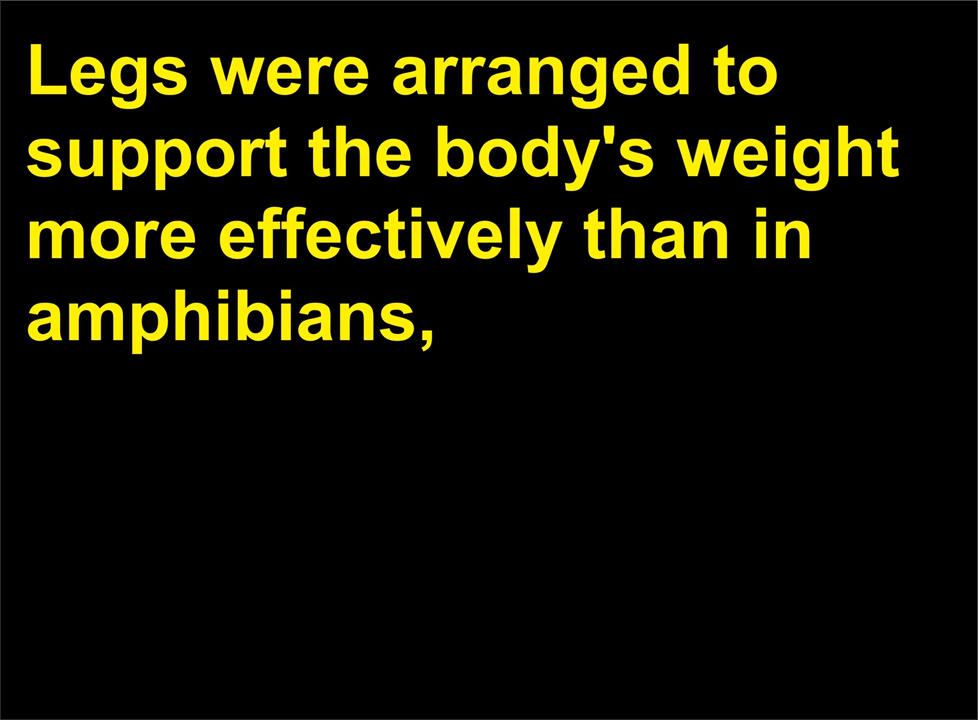 Legs were arranged to
support the body's weight
more effectively than in
amphibians,